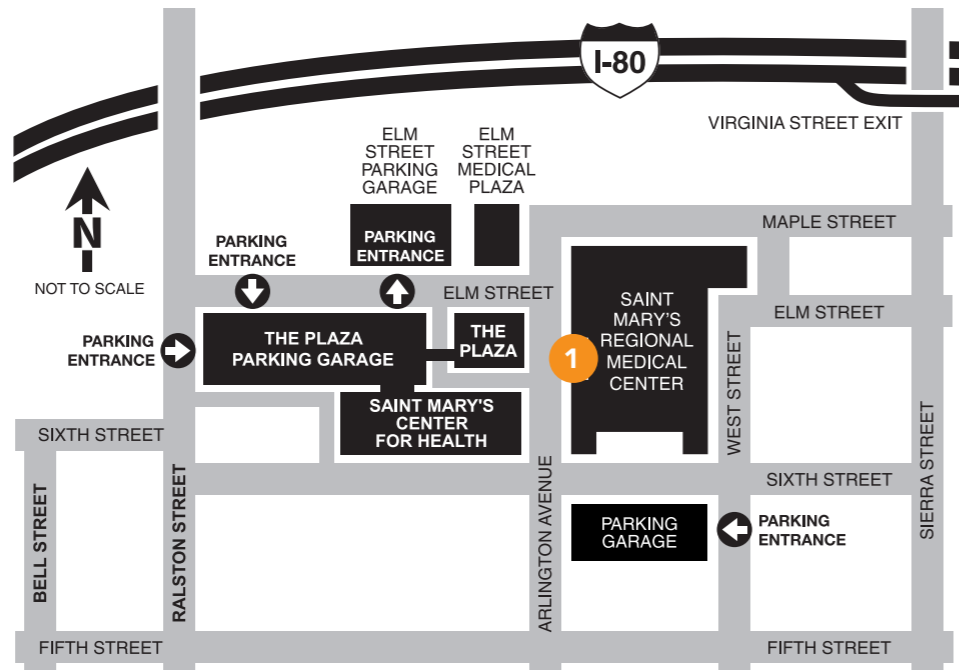 I-80
VIRGINIA STREET EXIT
ELM
STREET
PARKING
GARAGE
ELM
STREET
MEDICAL
PLAZA
N
NOT TO SCALE
MAPLE STREET
PARKING
ENTRANCE
PARKING
ENTRANCE
ELM STREET
ELM STREET
PARKING
ENTRANCE
THE PLAZA
PARKING GARAGE
THE
PLAZA
1
SAINT
MARY'S
REGIONAL
MEDICAL
CENTER
SAINT MARY'S
CENTER
FOR HEALTH
WEST STREET
SIERRA STREET
SIXTH STREET
SIXTH STREET
BELL STREET
RALSTON STREET
ARLINGTON AVENUE
PARKING
GARAGE
PARKING
ENTRANCE
FIFTH STREET
FIFTH STREET